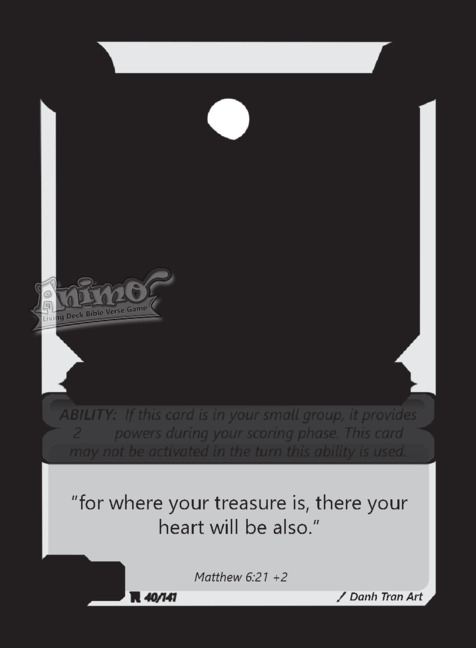 Animo
Living Deck Bible Verse Game
ABILITY: If this card is in your small group, it provides
2 powers during your scoring phase. This card
may not be activated in the turn this ability is used.
"for where your treasure is, there your
heart will be also."
Matthew 6:21 +2
R 40/141
Danh Tran Art